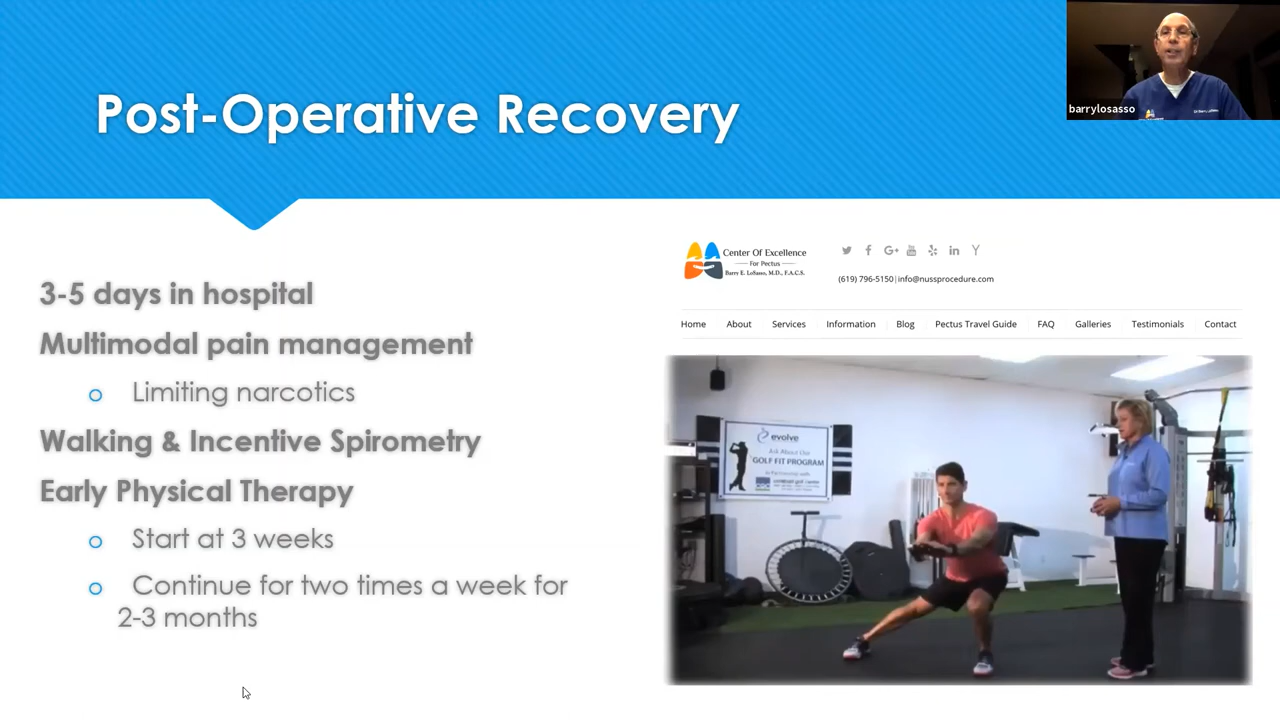 Post-Operative Recovery
barrylosasso
3-5 days in hospital
Multimodal pain management
o Limiting narcotics
Walking & Incentive Spirometry
Early Physical Therapy
o Start at 3 weeks
o Continue for two times a week for
2-3 months
Center Of Excellence
For Pectus
Barry E. LoSasso, M.D., F.A.C.S.
(619) 796-5150|info@nussprocedure.com
Home About Services Information Blog Pectus Travel Guide FAQ Galleries Testimonials Contact
evolve
Ask About Our
GOLF FIT PROGRAM